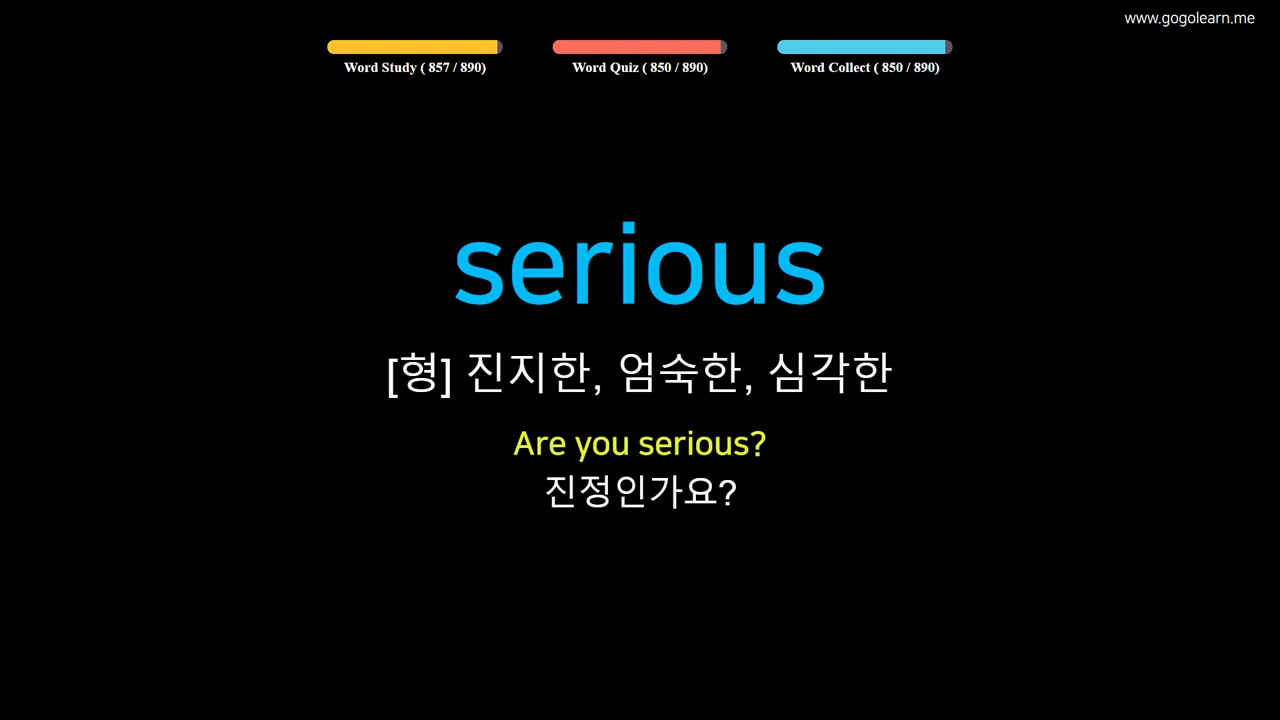 www.gogolearn.me
Word Study ( 857 / 890)
Word Quiz ( 850 / 890)
Word Collect ( 850 / 890)
serious
[형] 진지한, 엄숙한, 심각한
Are you serious?
진정인가요?